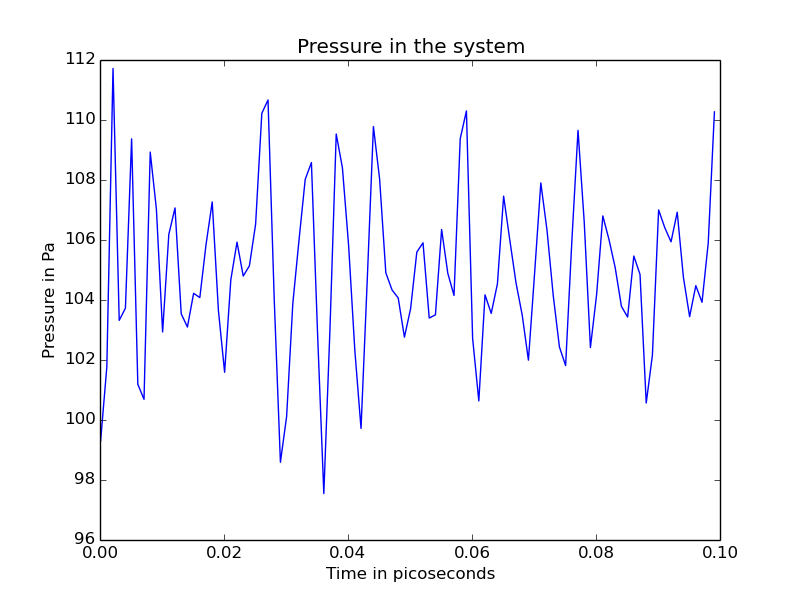 Pressure in the system
112
110
108
106
104
102
100
98
96
Pressure in Pa
0.00 0.02 0.04 0.06 0.08 0.10
Time in picoseconds